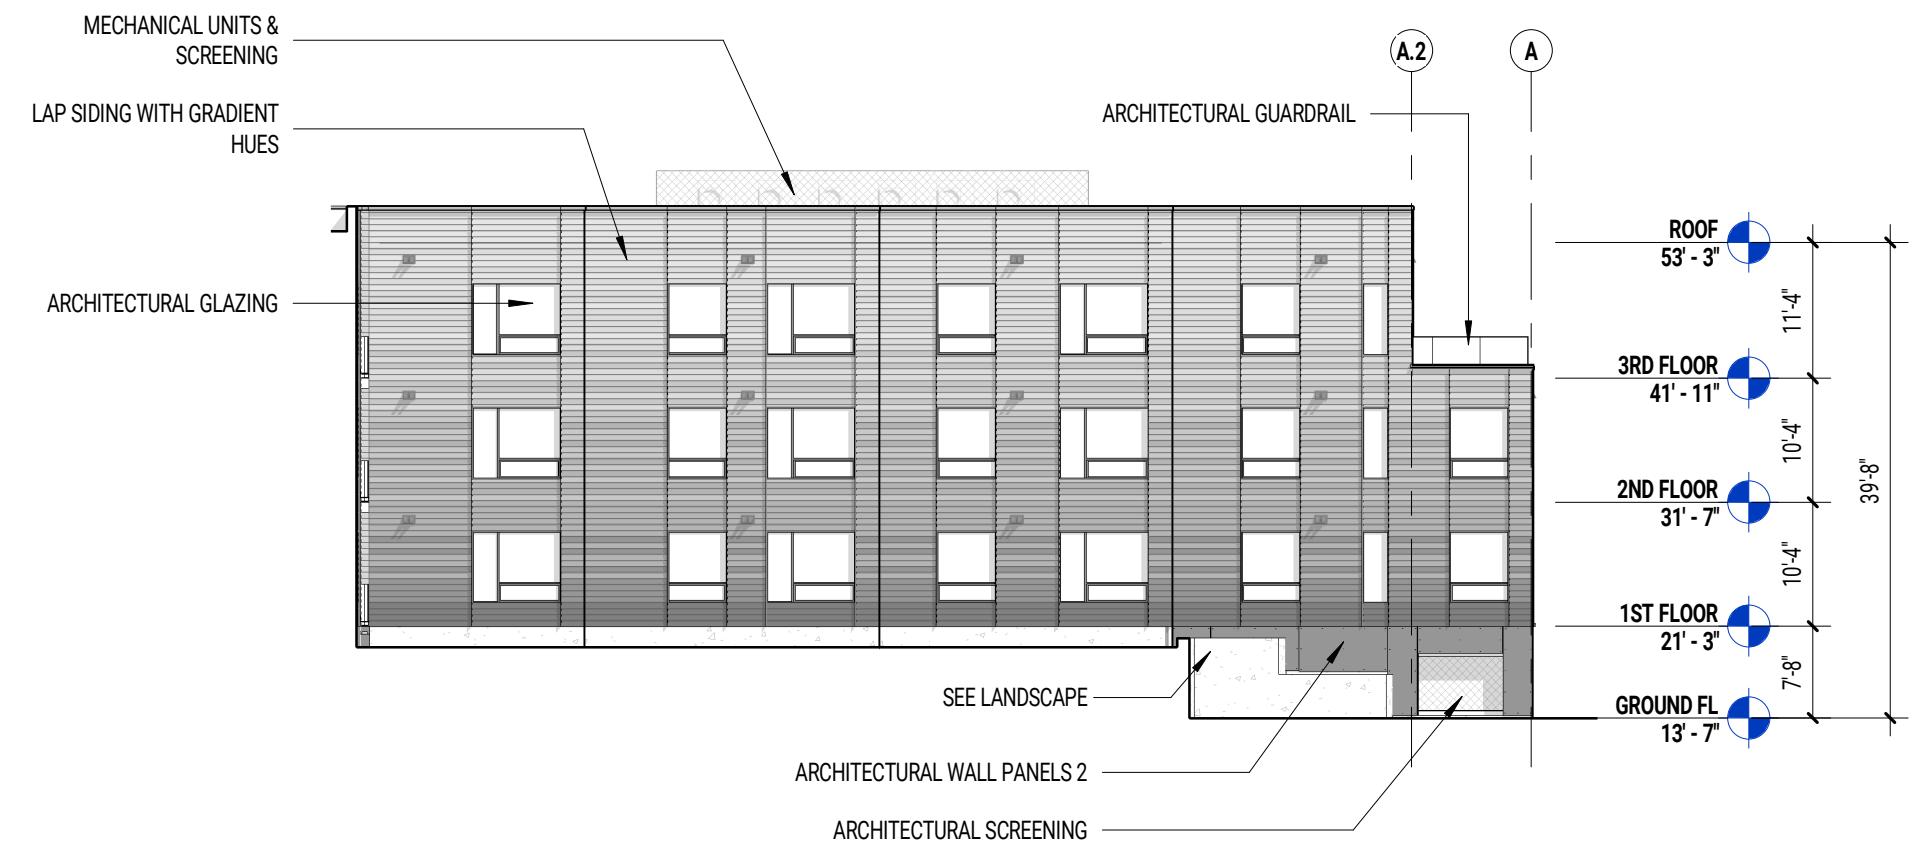 MECHANICAL UNITS &
SCREENING
LAP SIDING WITH GRADIENT
HUES
ARCHITECTURAL GLAZING
A.2
A
ARCHITECTURAL GUARDRAIL
ROOF
53' - 3"
11'-4"
3RD FLOOR
41' - 11"
10'-4"
39'-8"
2ND FLOOR
31' - 7"
10'-4"
1ST FLOOR
21' - 3"
7'-8"
GROUND FL
13' - 7"
SEE LANDSCAPE
ARCHITECTURAL WALL PANELS 2
ARCHITECTURAL SCREENING